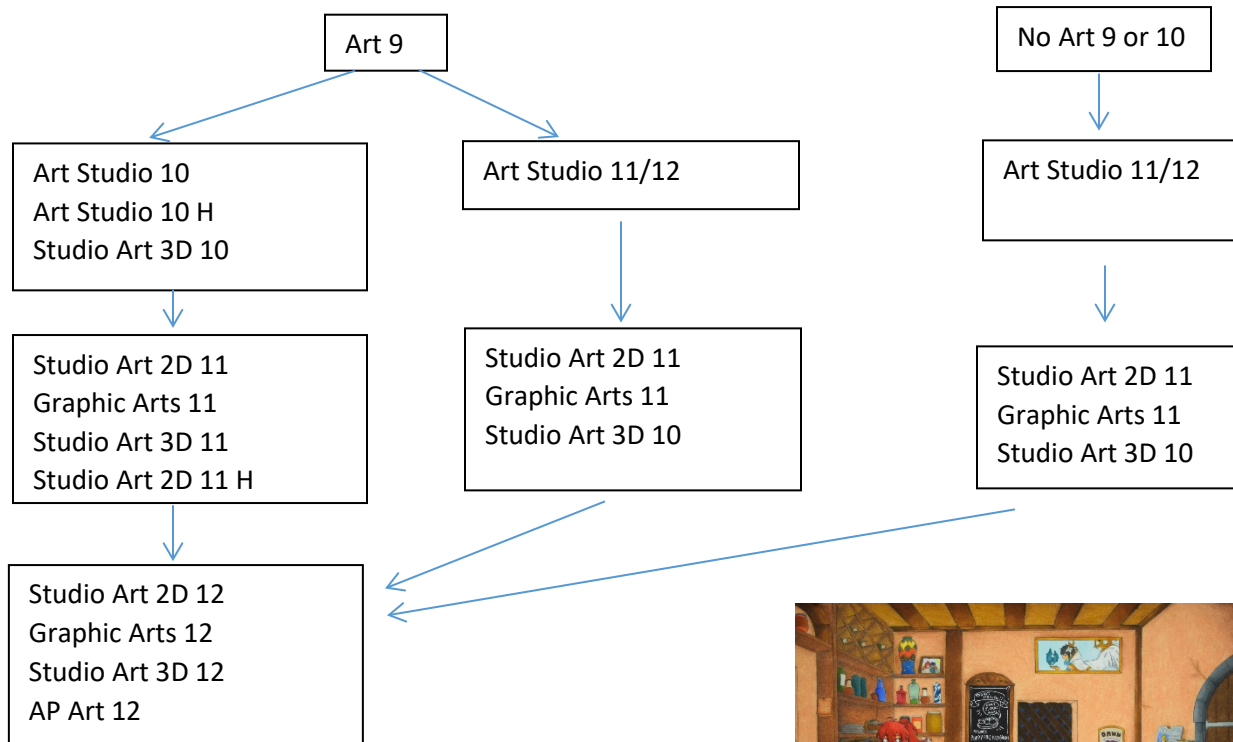 Art 9
No Art 9 or 10
Art Studio 10
Art Studio 10 H
Studio Art 3D 10
Art Studio 11/12
Art Studio 11/12
Studio Art 2D 11
Graphic Arts 11
Studio Art 3D 11
Studio Art 2D 11 H
Studio Art 2D 11
Graphic Arts 11
Studio Art 3D 10
Studio Art 2D 11
Graphic Arts 11
Studio Art 3D 10
Studio Art 2D 12
Graphic Arts 12
Studio Art 3D 12
AP Art 12